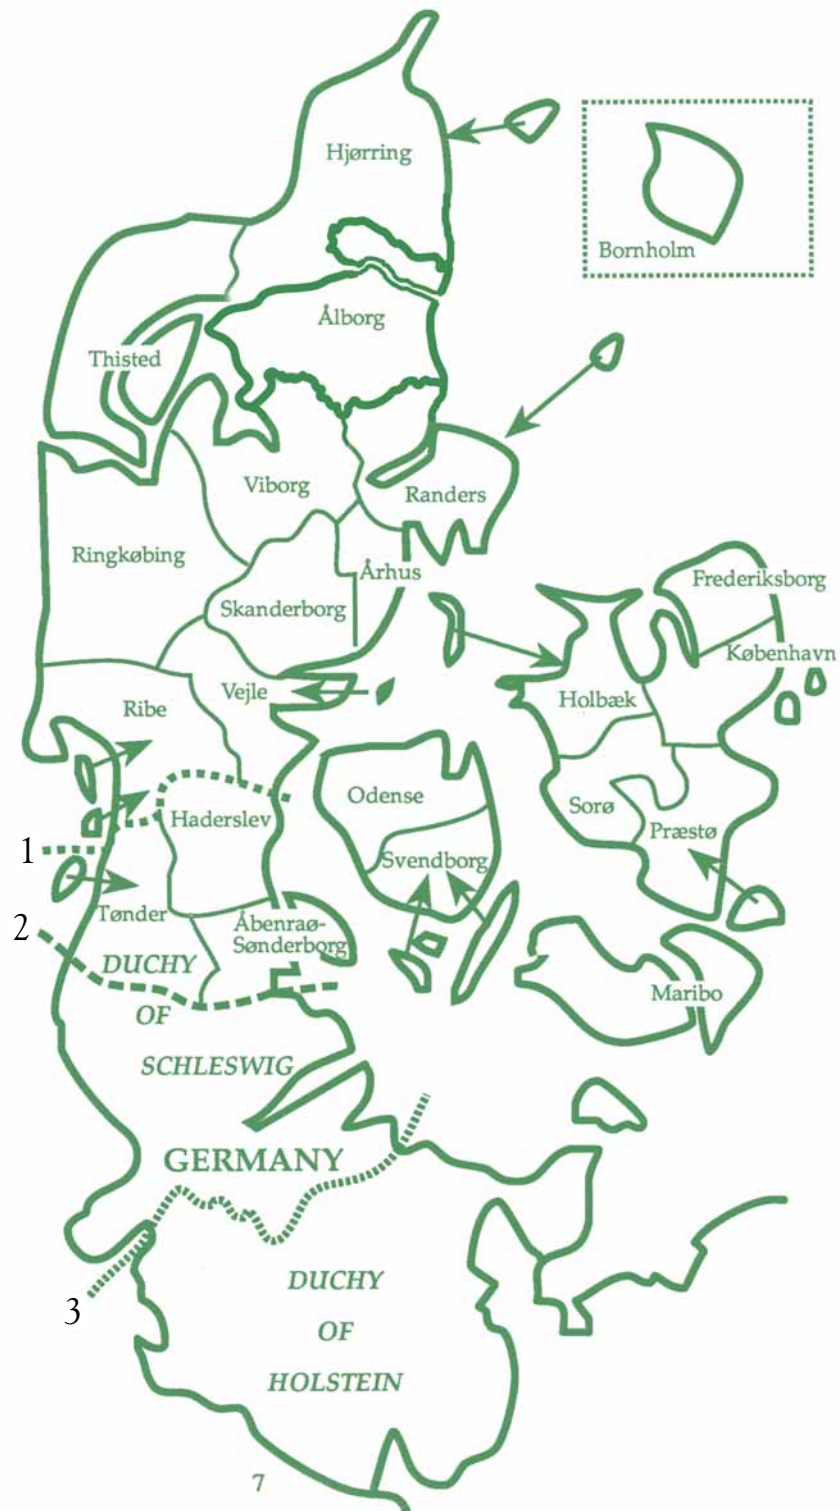 Hjørring
Bornholm
Ålborg
Thisted
Viborg
Randers
Ringkøbing
Århus
Frederiksborg
Skanderborg
København
Vejle
Holbæk
Ribe
Odense
Sorø
Haderslev
Præstø
1
Svendborg
Tønder
Åbenraø-
Sønderborg
2
DUCHY
Maribo
OF
SCHLESWIG
GERMANY
3
DUCHY
OF
HOLSTEIN
7